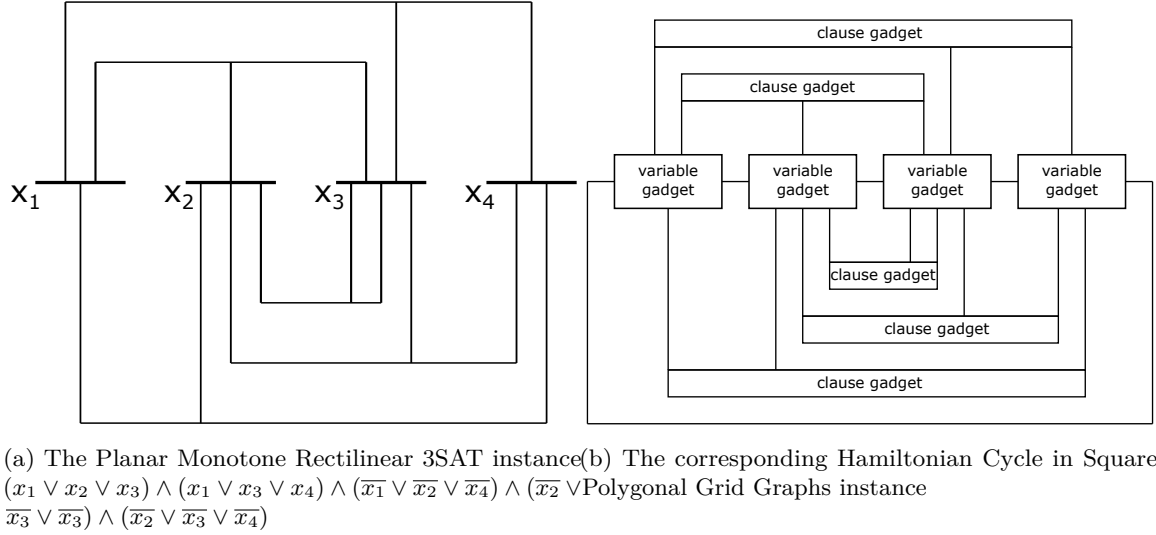 clause gadget
clause gadget
x₁ x₂ x₃ x₄
variable gadget variable gadget variable gadget variable gadget
clause gadget
clause gadget
clause gadget
(a) The Planar Monotone Rectilinear 3SAT instance(b) The corresponding Hamiltonian Cycle in Square
(x₁ ∨ x₂ ∨ x₃) ∧ (x₁ ∨ x₃ ∨ x₄) ∧ (x̅₁ ∨ x̅₂ ∨ x̅₄) ∧ (x̅₂ ∨Polygonal Grid Graphs instance
x̅₃ ∨ x̅₃) ∧ (x̅₂ ∨ x̅₃ ∨ x̅₄)